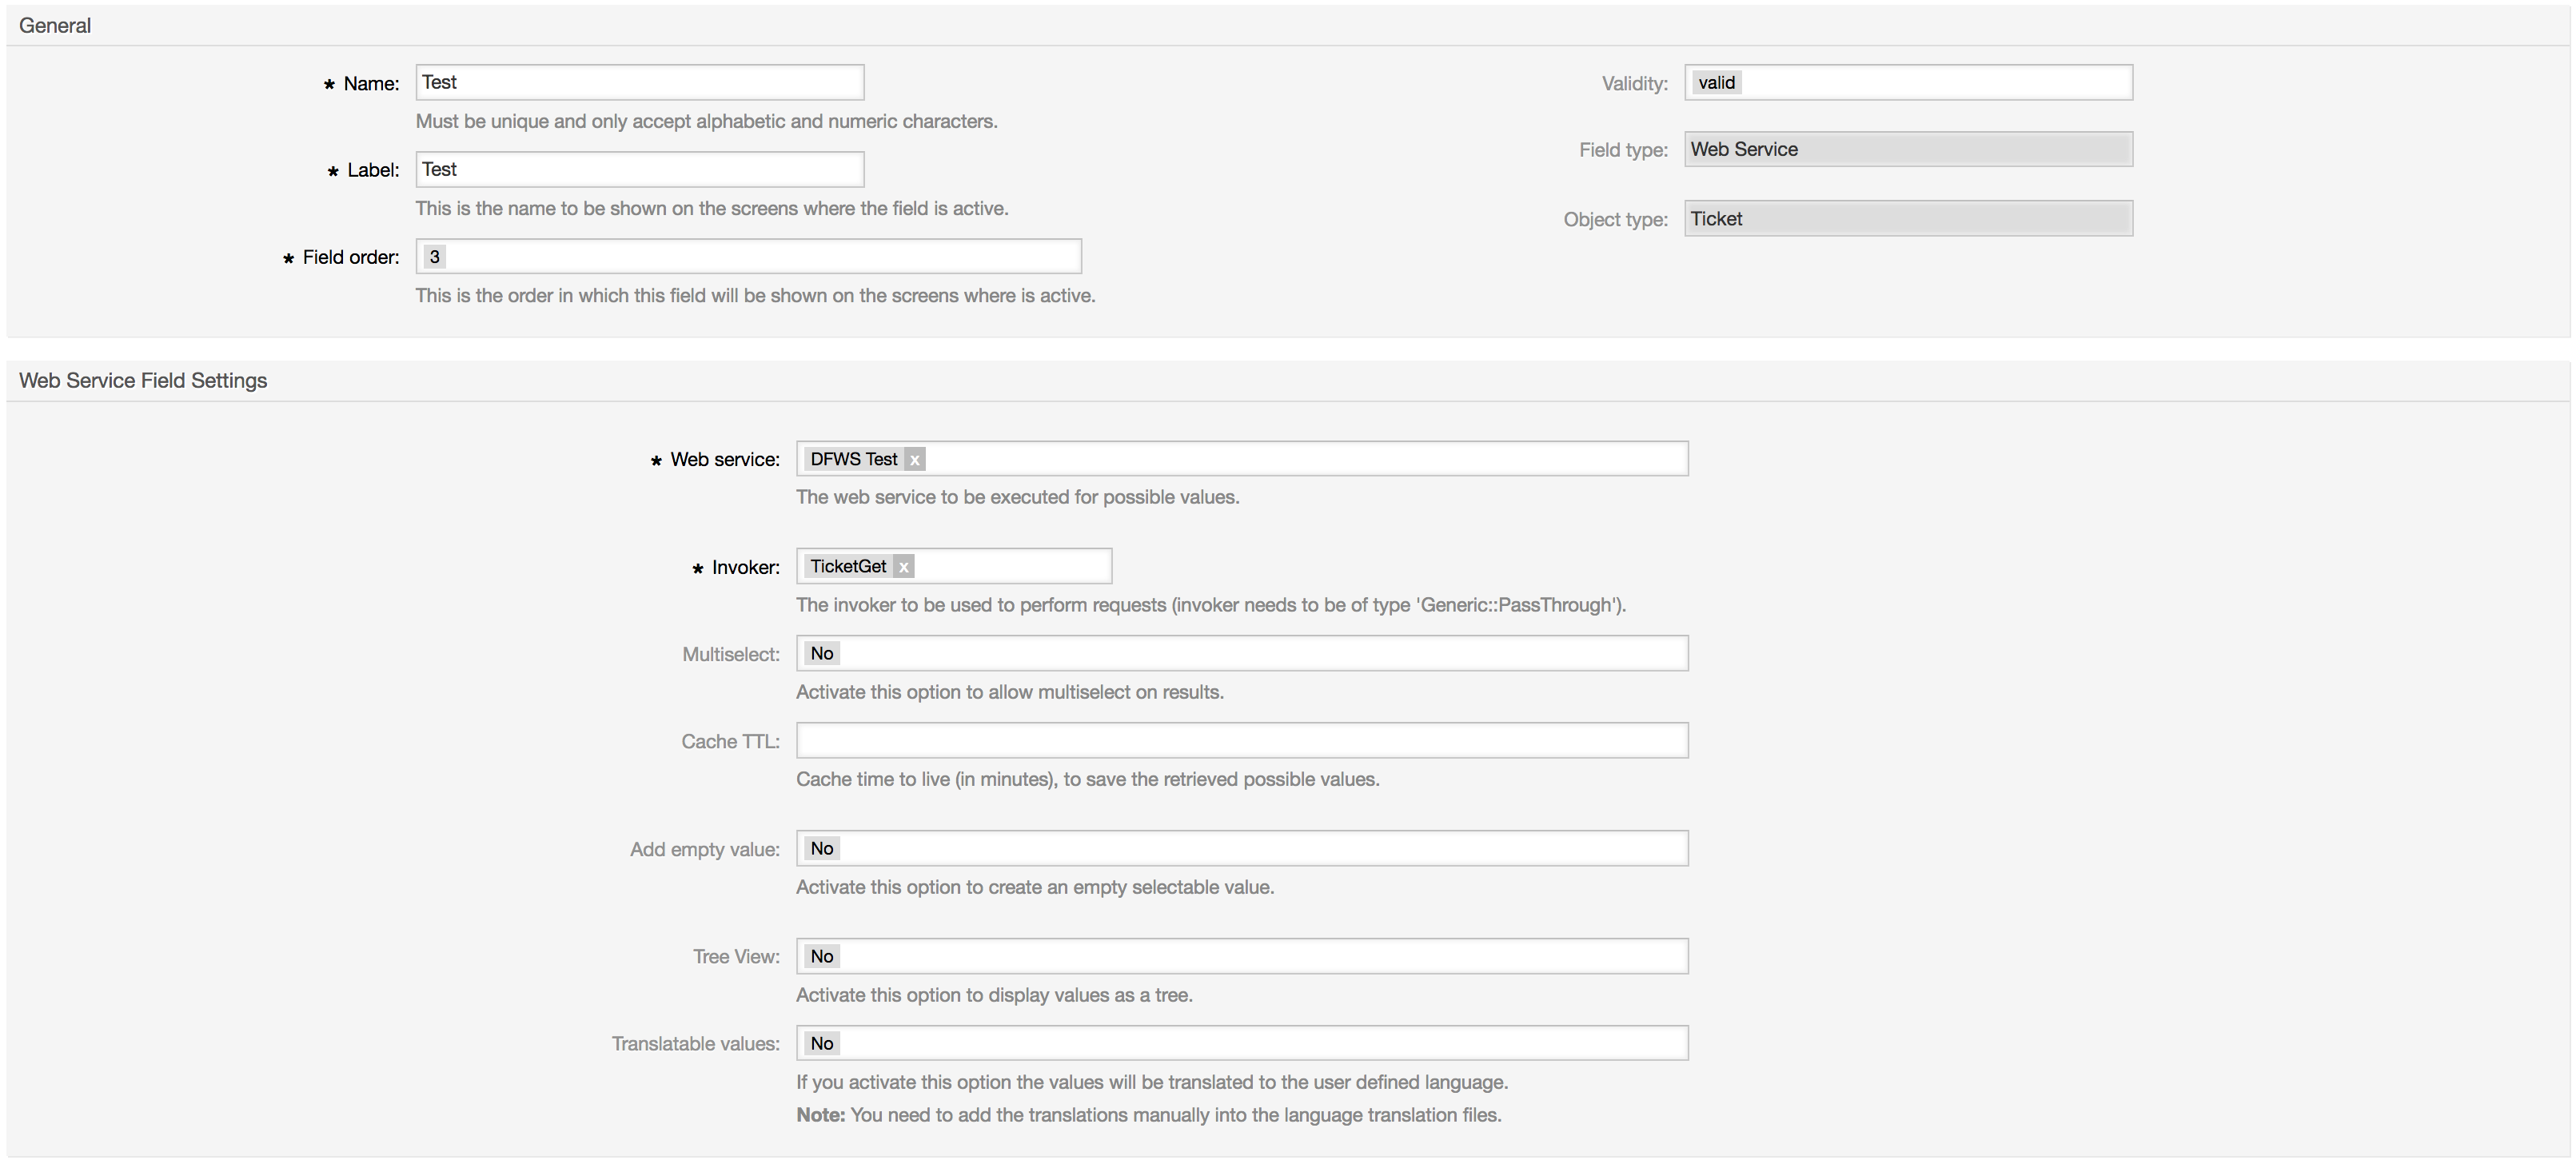 General
* Name: Test
Must be unique and only accept alphabetic and numeric characters.
* Label: Test
This is the name to be shown on the screens where the field is active.
* Field order: 3
This is the order in which this field will be shown on the screens where is active.
Validity: valid
Field type: Web Service
Object type: Ticket
Web Service Field Settings
* Web service: DFWS Test x
The web service to be executed for possible values.
* Invoker: TicketGet x
The invoker to be used to perform requests (invoker needs to be of type 'Generic::PassThrough').
Multiselect: No
Activate this option to allow multiselect on results.
Cache TTL:
Cache time to live (in minutes), to save the retrieved possible values.
Add empty value: No
Activate this option to create an empty selectable value.
Tree View: No
Activate this option to display values as a tree.
Translatable values: No
If you activate this option the values will be translated to the user defined language.
Note: You need to add the translations manually into the language translation files.